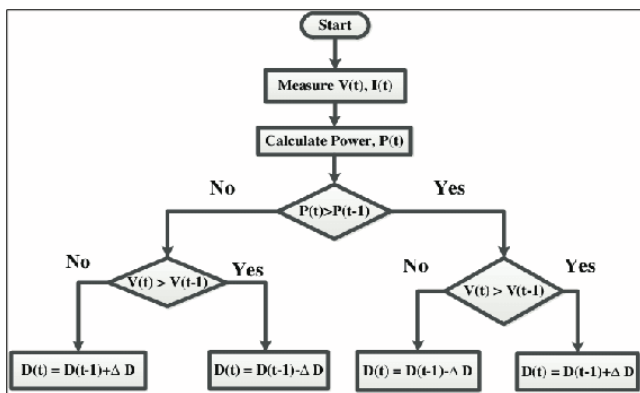 Start
Measure V(t), I(t)
Calculate Power, P(t)
No
Yes
P(t)>P(t-1)
No
V(t) > V(t-1)
Yes
No
V(t) > V(t-1)
Yes
D(t) = D(t-1)+Δ D
D(t) = D(t-1)-Δ D
D(t) = D(t-1)-Δ D
D(t) = D(t-1)+Δ D